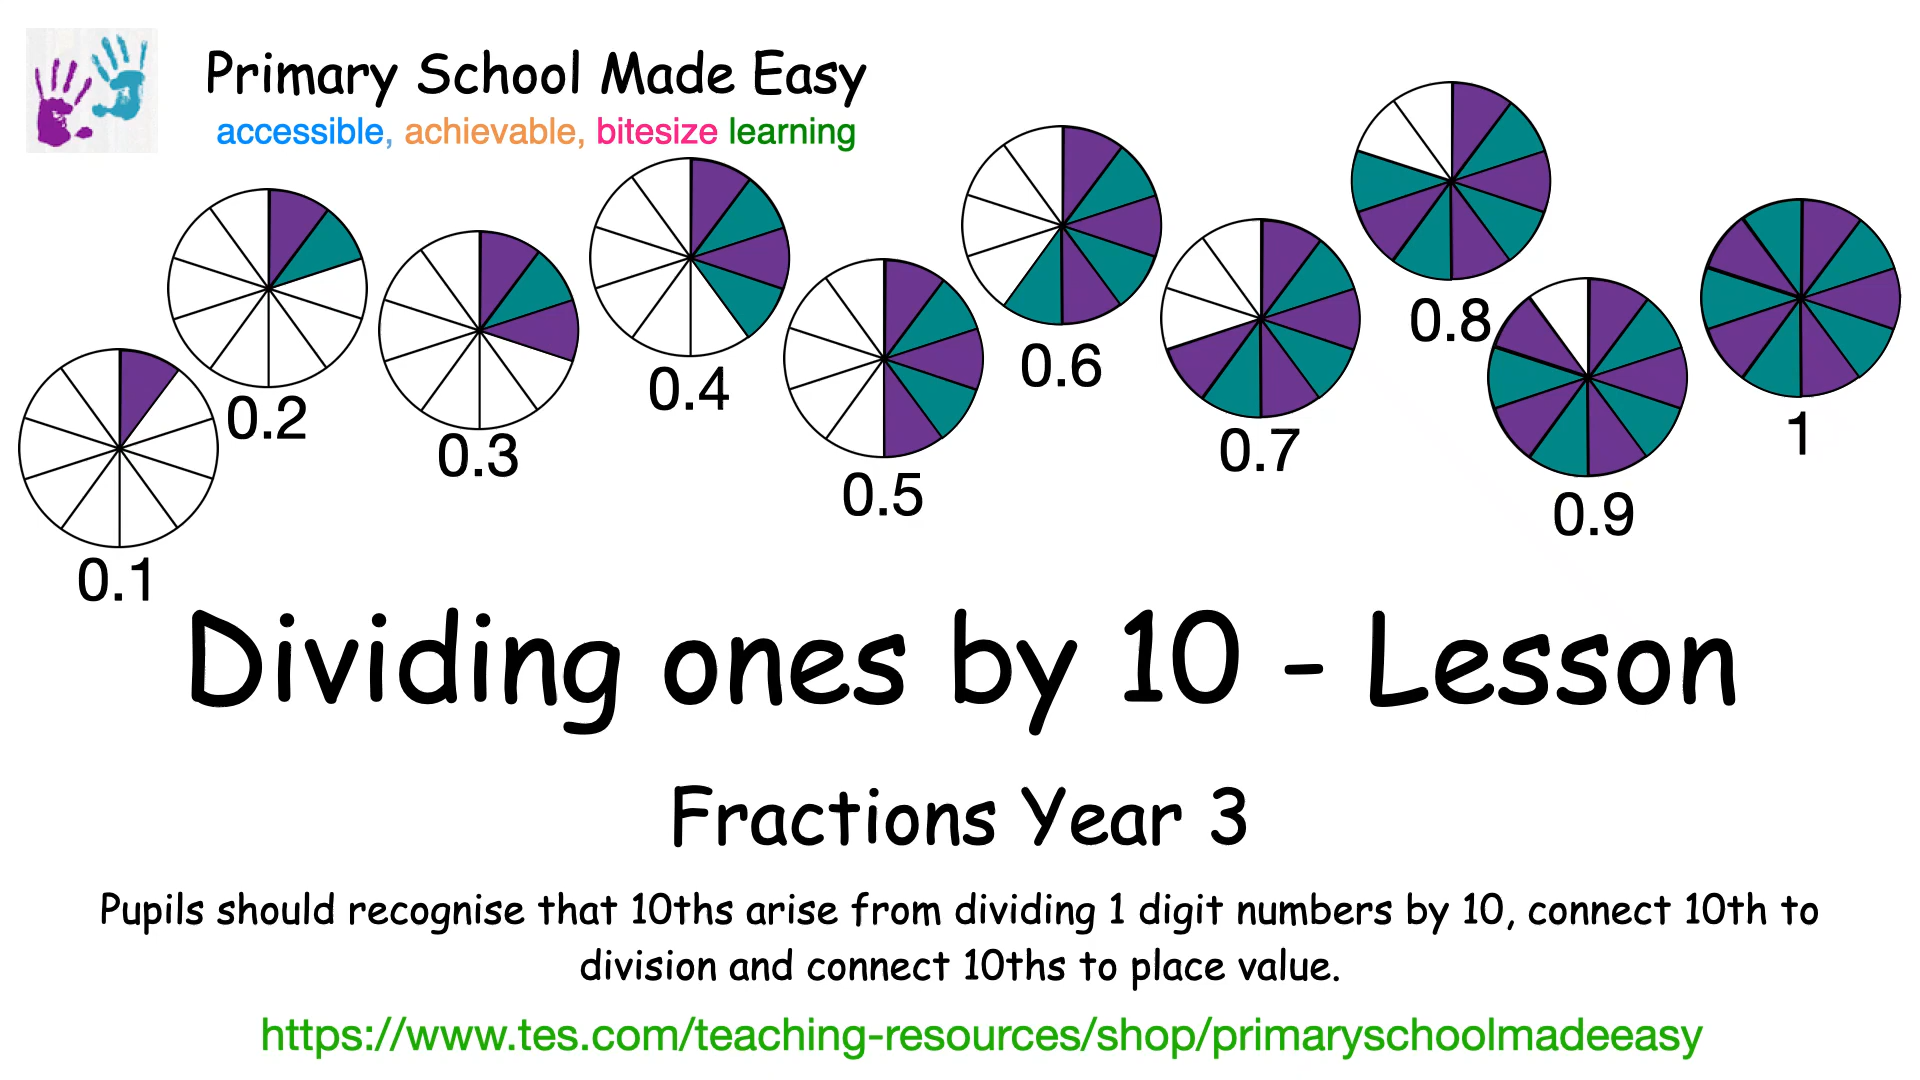 Primary School Made Easy
accessible, achievable, bitesize learning
0.1
0.2
0.3
0.4
0.5
0.6
0.7
0.8
0.9
1
Dividing ones by 10 - Lesson
Fractions Year 3
Pupils should recognise that 10ths arise from dividing 1 digit numbers by 10, connect 10th to
division and connect 10ths to place value.
https://www.tes.com/teaching-resources/shop/primaryschoolmadeeasy